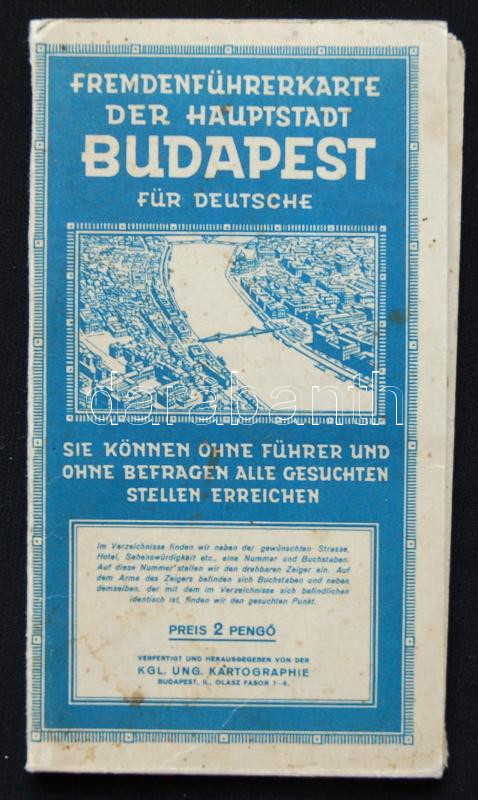 FREMDENFÜHRERKARTE
DER HAUPTSTADT
BUDAPEST
FÜR DEUTSCHE
darabanth
SIE KÖNNEN OHNE FÜHRER UND
OHNE BEFRAGEN ALLE GESUCHTEN
STELLEN ERREICHEN
Im Verzeichnisse finden wir neben der gewünschten Strasse,
Hotel, Sehenswürdigkeit etc., eine Nummer und Buchstaben.
Auf diese Nummer stellen wir den drehbaren Zeiger ein. Auf
dem Arme des Zeigers befinden sich Buchstaben und neben
demselben, der mit dem im Verzeichnisse sich befindlichen
identisch ist, finden wir den gesuchten Punkt.
PREIS 2 PENGŐ
VERFERTIGT UND HERAUSGEGEBEN VON DER
KGL. UNG. KARTOGRAPHIE
BUDAPEST, II., OLASZ FASOR 7–9.